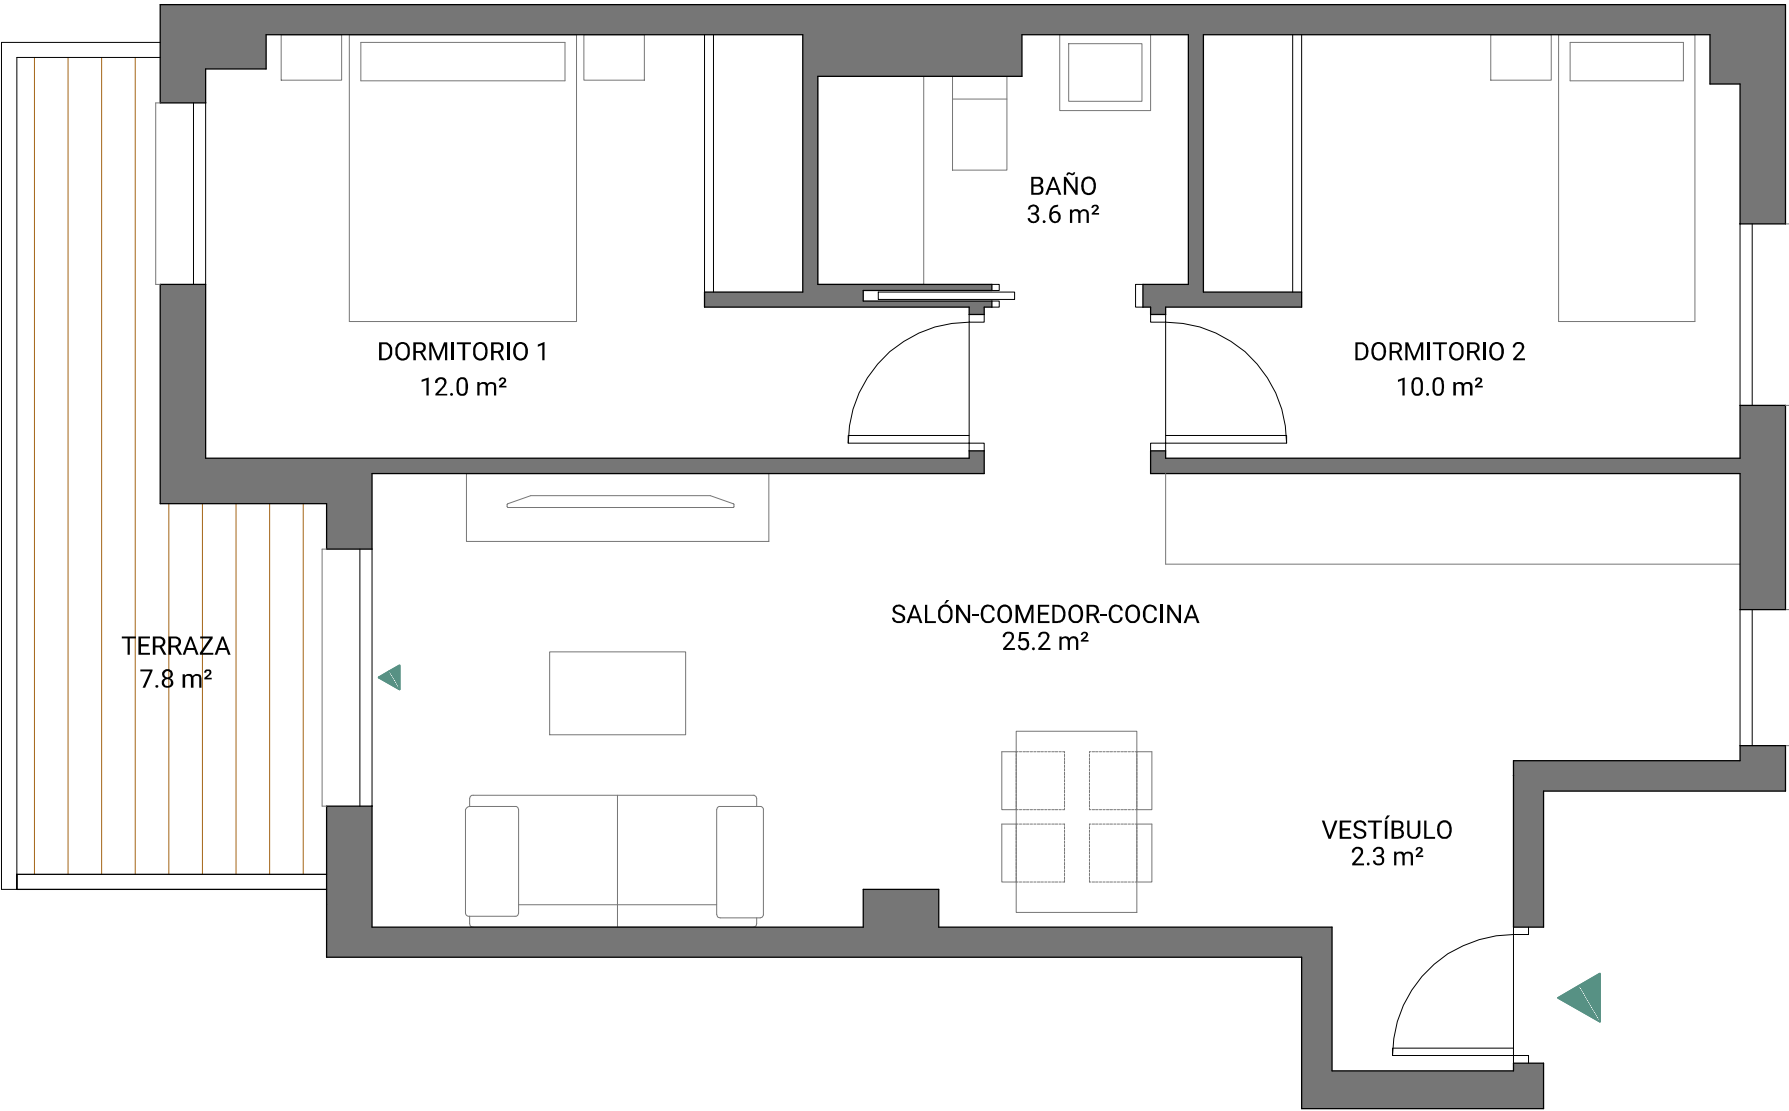 BAÑO
3.6 m²
DORMITORIO 1
12.0 m²
DORMITORIO 2
10.0 m²
SALÓN-COMEDOR-COCINA
25.2 m²
TERRAZA
7.8 m²
VESTÍBULO
2.3 m²